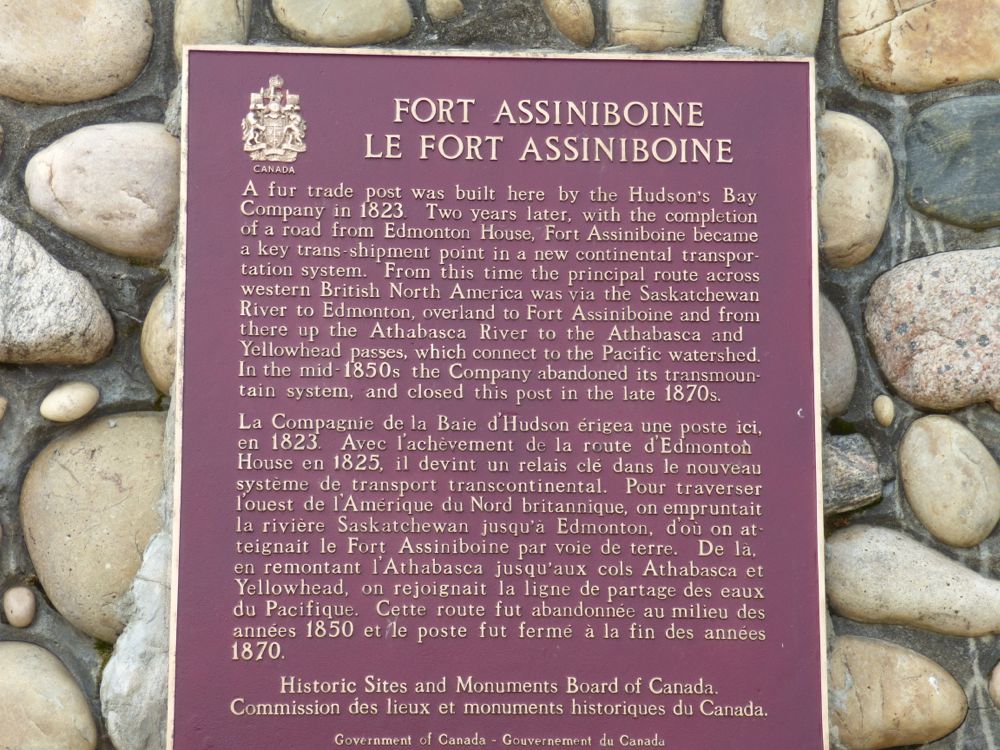 CANADA
FORT ASSINIBOINE
LE FORT ASSINIBOINE
A fur trade post was built here by the Hudson's Bay
Company in 1823. Two years later, with the completion
of a road from Edmonton House, Fort Assiniboine became
a key trans-shipment point in a new continental transpor-
tation system. From this time the principal route across
western British North America was via the Saskatchewan
River to Edmonton, overland to Fort Assiniboine and from
there up the Athabasca River to the Athabasca and
Yellowhead passes, which connect to the Pacific watershed.
In the mid-1850s the Company abandoned its transmoun-
tain system, and closed this post in the late 1870s.
La Compagnie de la Baie d'Hudson érigea une poste ici,
en 1823. Avec l'achèvement de la route d'Edmonton
House en 1825, il devint un relais clé dans le nouveau
système de transport transcontinental. Pour traverser
l'ouest de l'Amérique du Nord britannique, on empruntait
la rivière Saskatchewan jusqu'à Edmonton, d'où on at-
teignait le Fort Assiniboine par voie de terre. De là,
en remontant l'Athabasca jusqu'aux cols Athabasca et
Yellowhead, on rejoignait la ligne de partage des eaux
du Pacifique. Cette route fut abandonnée au milieu des
années 1850 et le poste fut fermé à la fin des années
1870.
Historic Sites and Monuments Board of Canada.
Commission des lieux et monuments historiques du Canada.
Government of Canada - Gouvernement du Canada